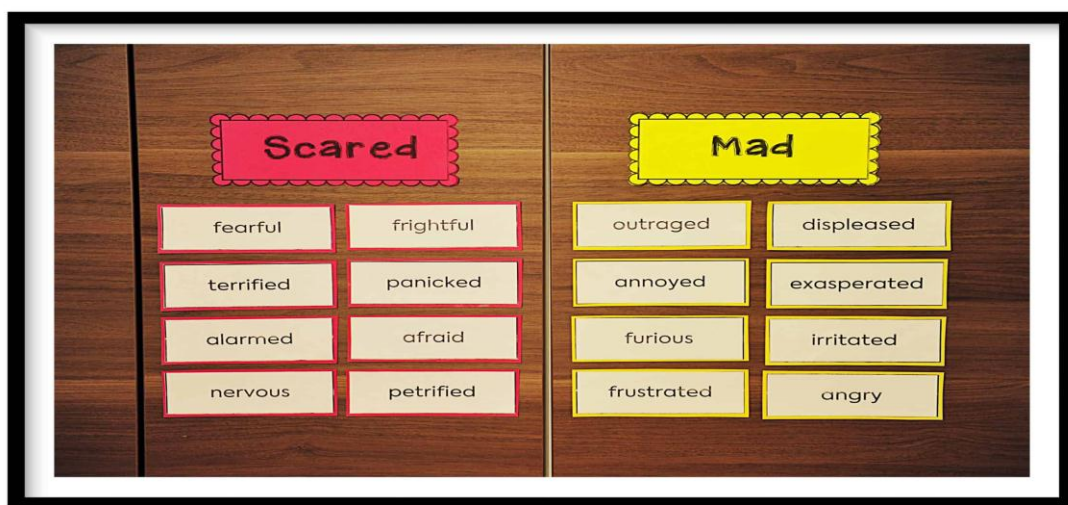 Scared
fearful frightful
terrified panicked
alarmed afraid
nervous petrified
Mad
outraged displeased
annoyed exasperated
furious irritated
frustrated angry